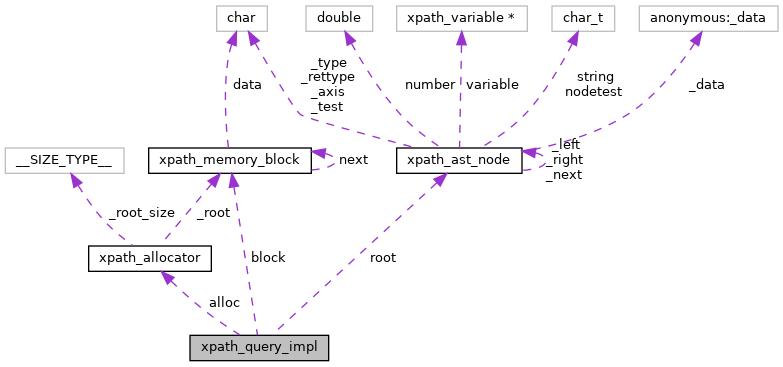 char
double
xpath_variable *
char_t
anonymous:_data
_type
_rettype
_axis
_test
data
number
variable
string
nodetest
_data
__SIZE_TYPE__
xpath_memory_block
next
xpath_ast_node
_left
_right
_next
_root_size
_root
xpath_allocator
block
root
alloc
xpath_query_impl